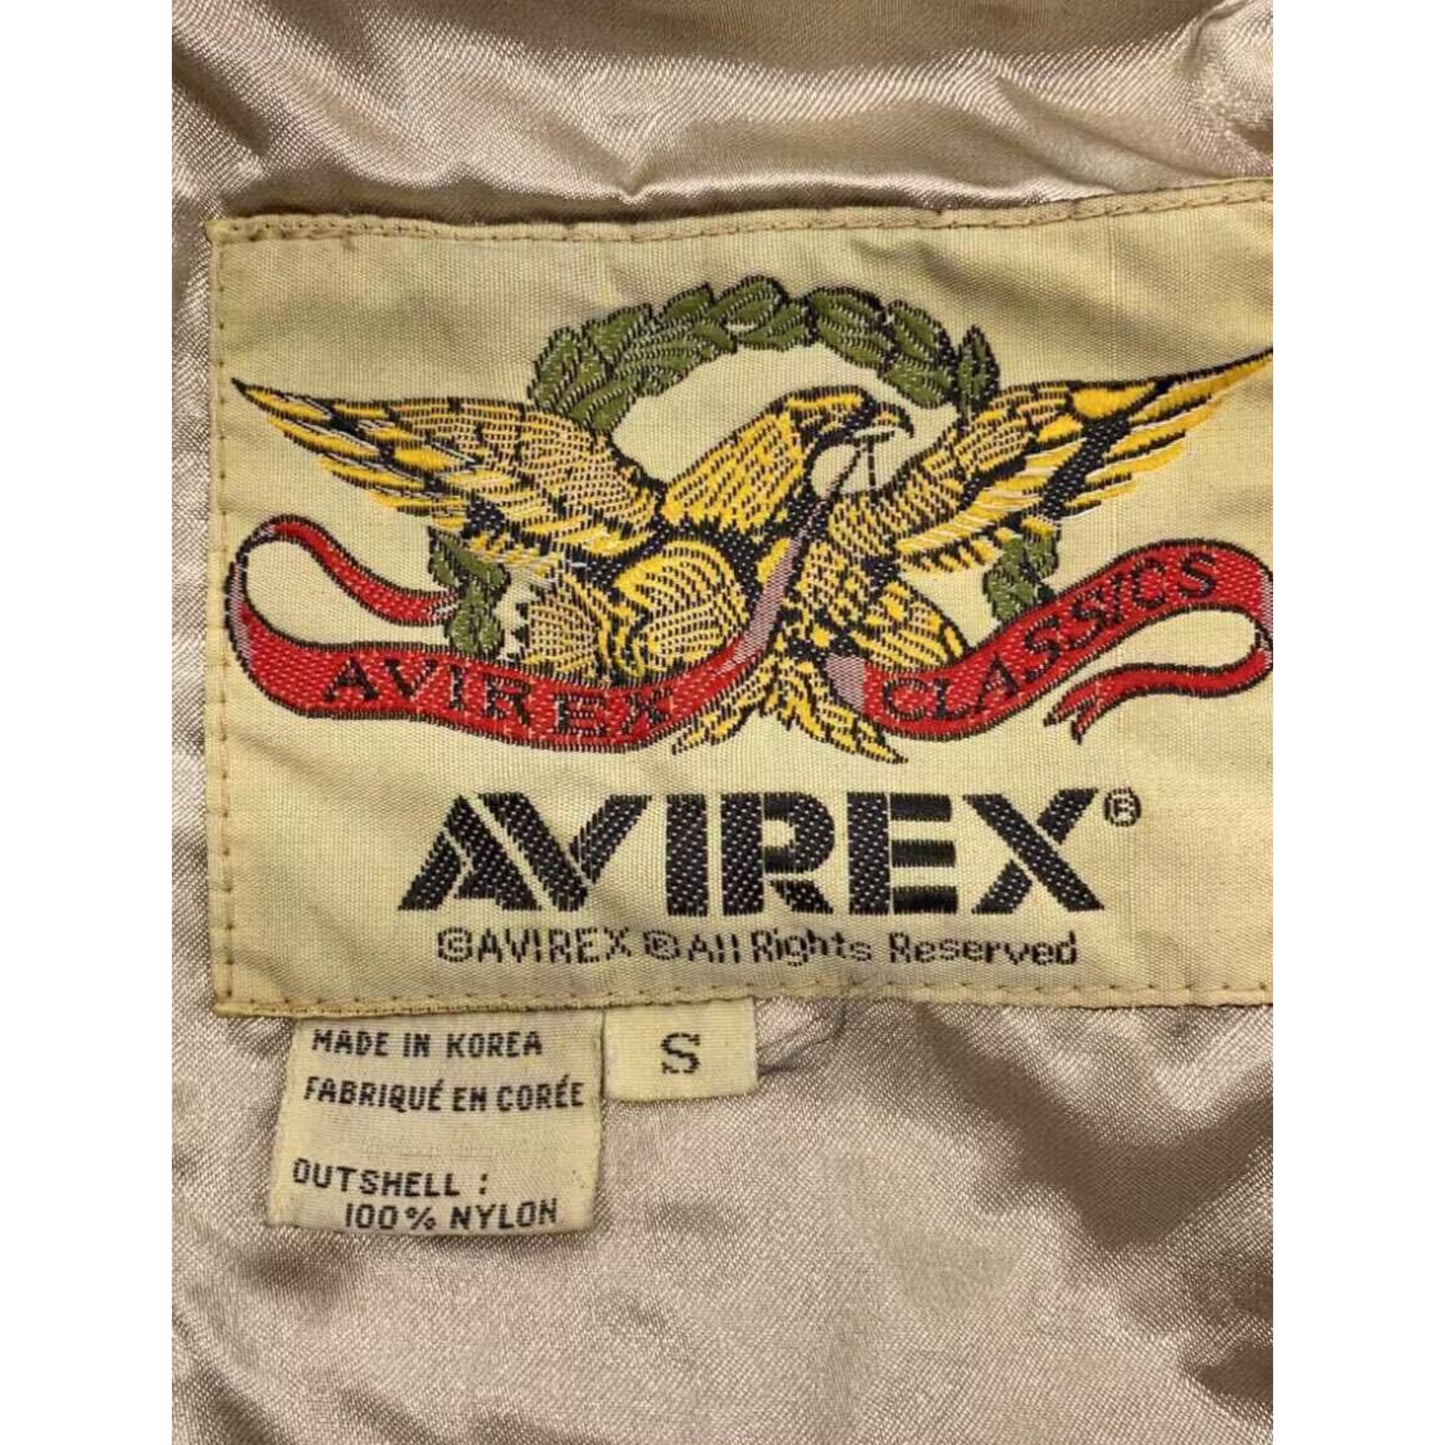 AVIREX CLASSICS
AVIREX®
©AVIREX ®All Rights Reserved
MADE IN KOREA
FABRIQUÉ EN CORÉE
S
OUTSHELL :
100% NYLON